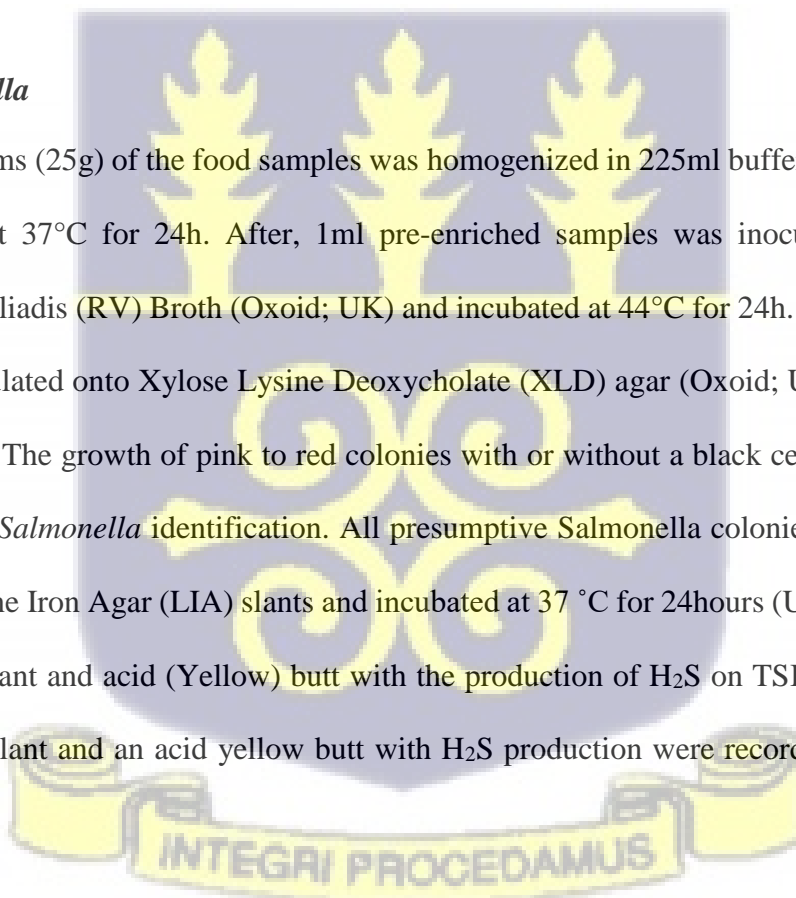 lla
ms (25g) of the food samples was homogenized in 225ml buffe
t 37°C for 24h. After, 1ml pre-enriched samples was inocu
liadis (RV) Broth (Oxoid; UK) and incubated at 44°C for 24h.
lated onto Xylose Lysine Deoxycholate (XLD) agar (Oxoid; U
The growth of pink to red colonies with or without a black ce
Salmonella identification. All presumptive Salmonella colonie
ne Iron Agar (LIA) slants and incubated at 37 ˚C for 24hours (U
ant and acid (Yellow) butt with the production of H₂S on TSI
lant and an acid yellow butt with H₂S production were recor
INTEGRI PROCEDAMUS